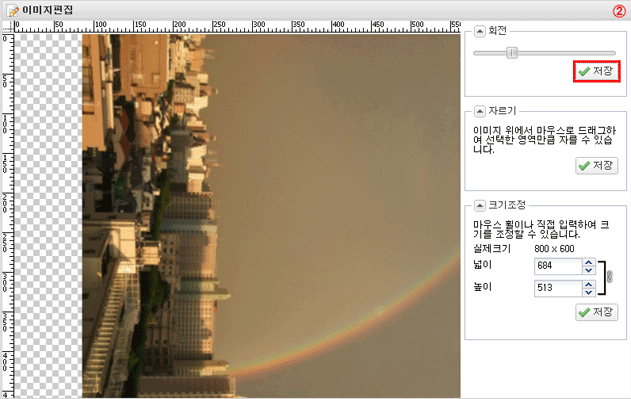 이미지편집
②
0 50 100 150 200 250 300 350 400 450 500 550
0 50 100 150 200 250 300 350 400
회전
저장
자르기
이미지 위에서 마우스로 드래그하
여 선택한 영역만큼 자를 수 있습
니다.
저장
크기조정
마우스 휠이나 직접 입력하여 크
기를 조정할 수 있습니다.
실제크기 800 x 600
넓이 684
높이 513
저장